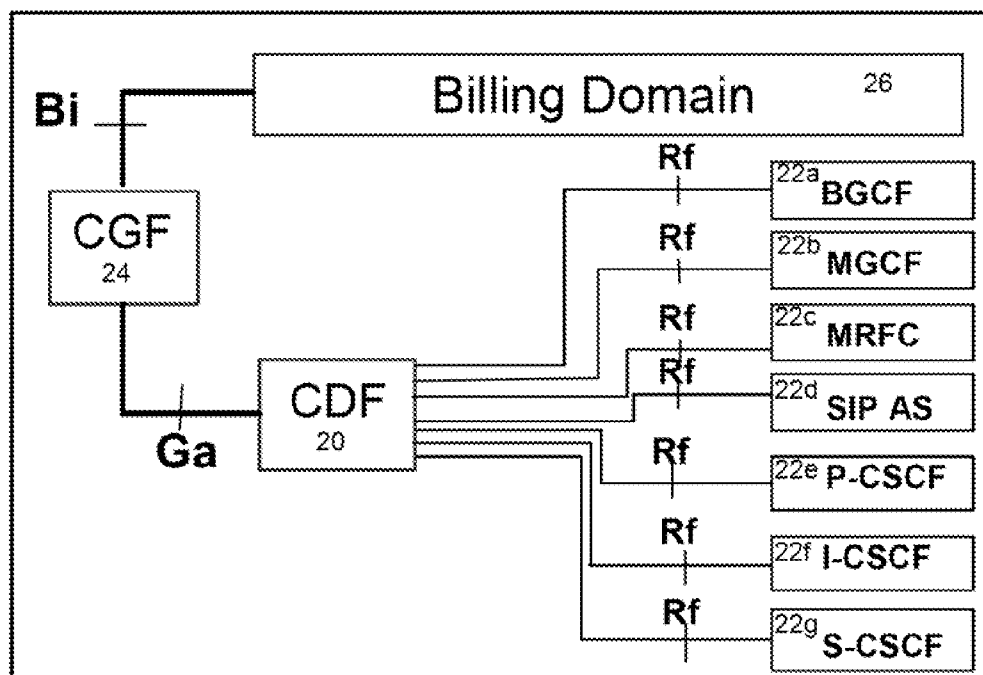 Billing Domain 26
Bi
Rf
22a BGCF
CGF
24
Rf
22b MGCF
Rf
22c MRFC
Rf
22d SIP AS
CDF
20
Ga
Rf
22e P-CSCF
Rf
22f I-CSCF
Rf
22g S-CSCF